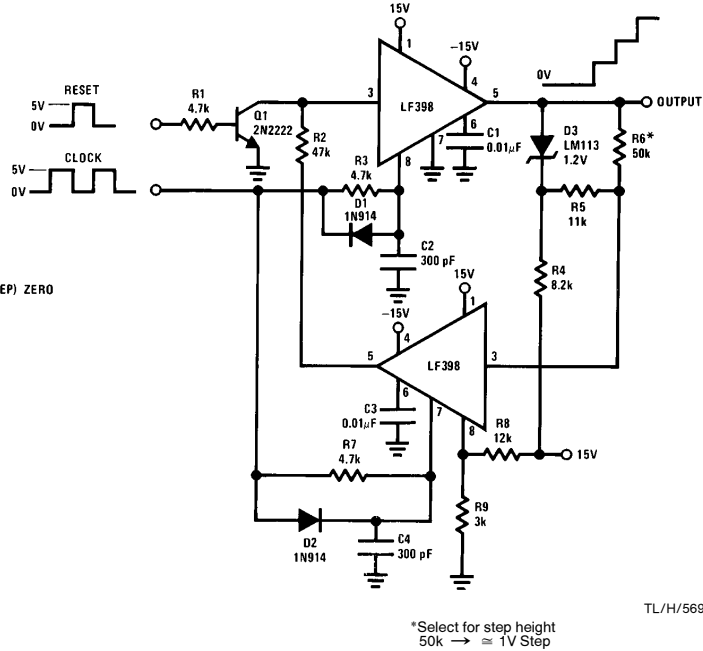 15V
1
-15V
4
0V
RESET
5V
0V
R1
4.7k
Q1
2N2222
3
LF398
5
OUTPUT
6
7
8
C1
0.01μF
D3
LM113
1.2V
R6*
50k
R2
47k
CLOCK
5V
0V
R3
4.7k
D1
1N914
R5
11k
C2
300 pF
R4
8.2k
EP) ZERO
15V
1
-15V
4
5
LF398
3
6
7
8
C3
0.01μF
R8
12k
15V
R7
4.7k
R9
3k
D2
1N914
C4
300 pF
TL/H/569
*Select for step height
50k → ≅ 1V Step